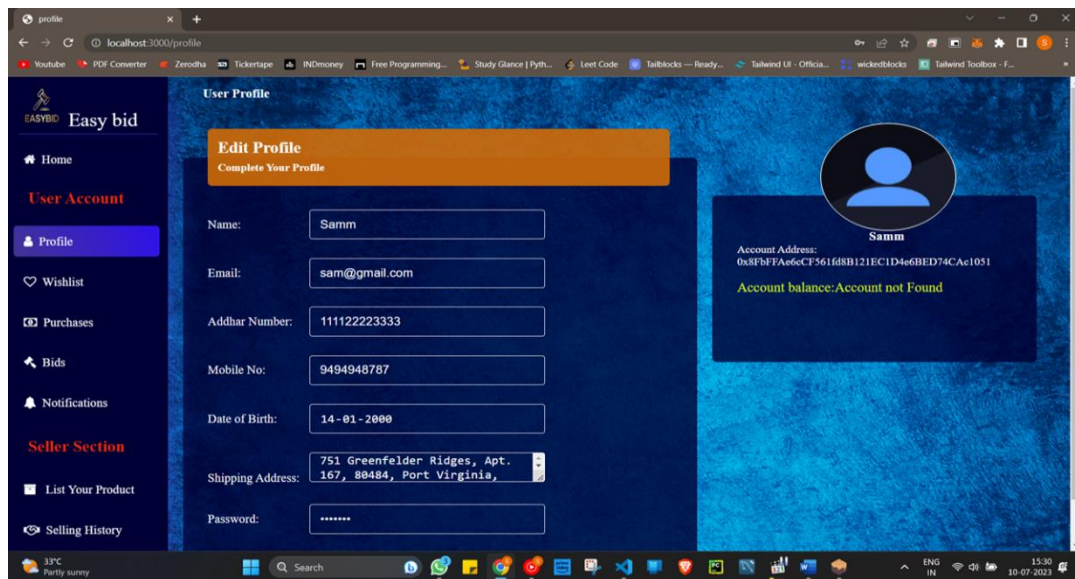 profile
localhost:3000/profile
Youtube PDF Converter Zerodha Tickertape INDmoney Free Programming... Study Glance | Pyth... Leet Code Tailblocks — Ready... Tailwind UI - Officia... wickedblocks Tailwind Toolbox - F...
EASYBID Easy bid
Home
User Account
Profile
Wishlist
Purchases
Bids
Notifications
Seller Section
List Your Product
Selling History
User Profile
Edit Profile
Complete Your Profile
Name: Samm
Email: sam@gmail.com
Addhar Number: 111122223333
Mobile No: 9494948787
Date of Birth: 14-01-2000
Shipping Address: 751 Greenfelder Ridges, Apt.
167, 80484, Port Virginia,
Password: •••••••
Samm
Account Address:
0x8FbFFAe6cCF561fd8B121EC1D4e6BED74CAc1051
Account balance:Account not Found
33°C
Partly sunny
Search
ENG
IN
15:30
10-07-2023